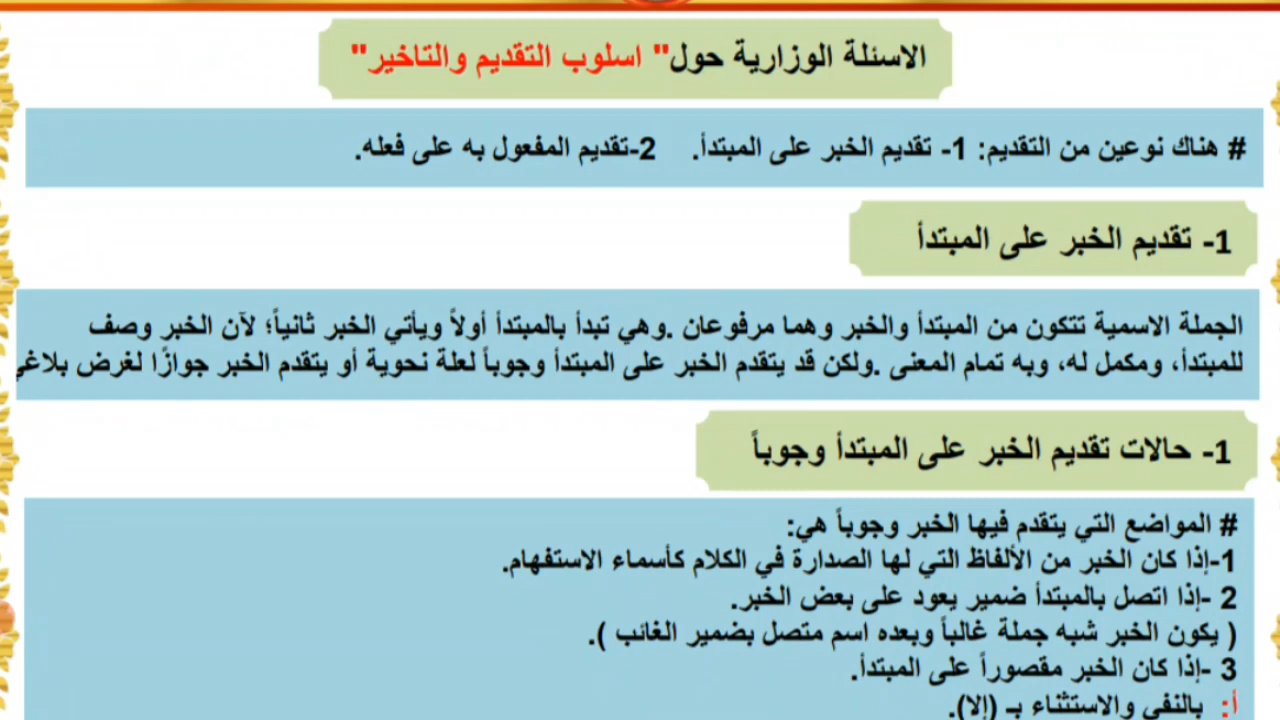 الاسئلة الوزارية حول" اسلوب التقديم والتاخير"
# هناك نوعين من التقديم: 1- تقديم الخبر على المبتدأ. 2-تقديم المفعول به على فعله.
1- تقديم الخبر على المبتدأ
الجملة الاسمية تتكون من المبتدأ والخبر وهما مرفوعان .وهي تبدأ بالمبتدأ أولاً ويأتي الخبر ثانياً؛ لآن الخبر وصف
للمبتدأ، ومكمل له، وبه تمام المعنى .ولكن قد يتقدم الخبر على المبتدأ وجوباً لعلة نحوية أو يتقدم الخبر جوازًا لغرض بلاغي
1- حالات تقديم الخبر على المبتدأ وجوباً
# المواضع التي يتقدم فيها الخبر وجوباً هي:
1-إذا كان الخبر من الألفاظ التي لها الصدارة في الكلام كأسماء الاستفهام.
2 -إذا اتصل بالمبتدأ ضمير يعود على بعض الخبر.
( يكون الخبر شبه جملة غالباً وبعده اسم متصل بضمير الغائب ).
3 -إذا كان الخبر مقصوراً على المبتدأ.
أ: بالنفي والاستثناء بـ (إلا).